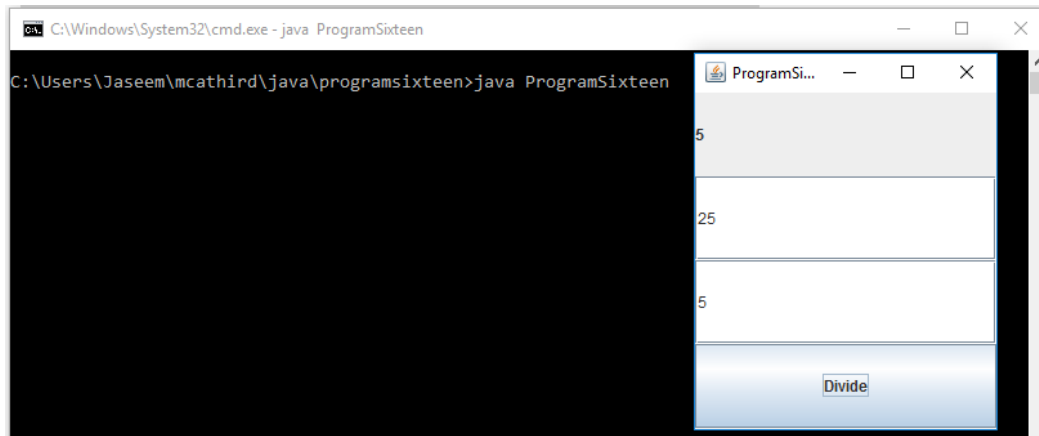 C:\Windows\System32\cmd.exe - java  ProgramSixteen
C:\Users\Jaseem\mcathird\java\programsixteen>java ProgramSixteen
ProgramSi...
5
25
5
Divide